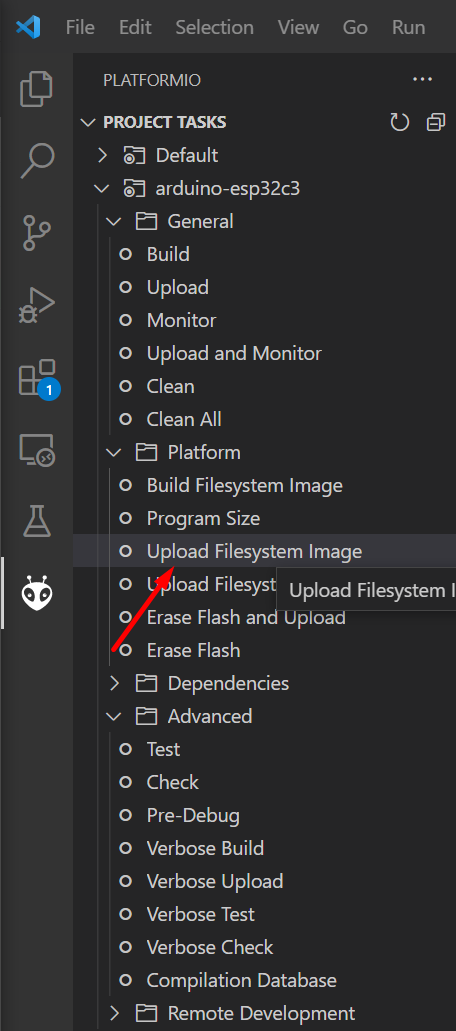 File Edit Selection View Go Run
PLATFORMIO
PROJECT TASKS
Default
arduino-esp32c3
General
Build
Upload
Monitor
Upload and Monitor
1
Clean
Clean All
Platform
Build Filesystem Image
Program Size
Upload Filesystem Image
Upload Filesyst
Upload Filesystem I
Erase Flash and Upload
Erase Flash
Dependencies
Advanced
Test
Check
Pre-Debug
Verbose Build
Verbose Upload
Verbose Test
Verbose Check
Compilation Database
Remote Development